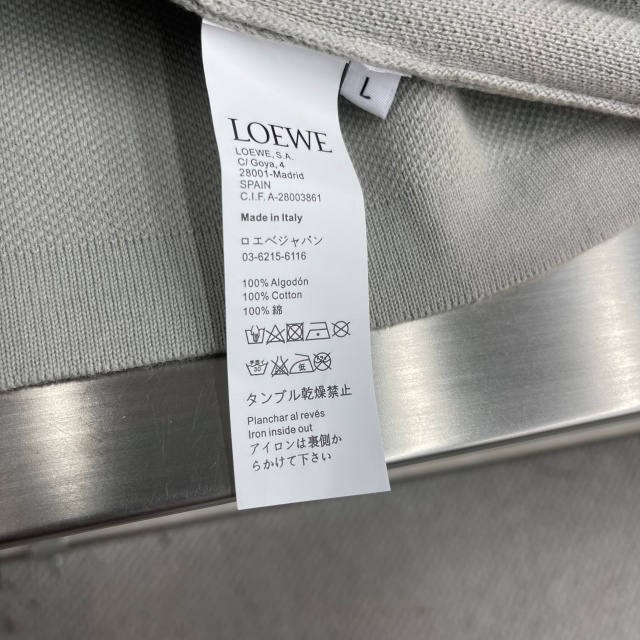 L
LOEWE
LOEWE, S.A.
C/ Goya, 4
28001-Madrid
SPAIN
C.I.F. A-28003861
Made in Italy
ロエベジャパン
03-6215-6116
100% Algodón
100% Cotton
100% 綿
タンブル乾燥禁止
Planchar al revés
Iron inside out
アイロンは裏側か
らかけて下さい